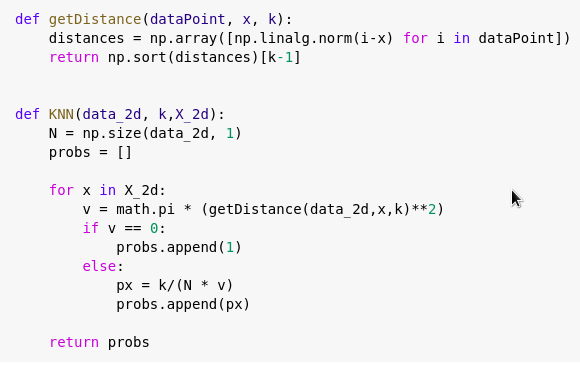 def getDistance(dataPoint, x, k):
    distances = np.array([np.linalg.norm(i-x) for i in dataPoint])
    return np.sort(distances)[k-1]
def KNN(data_2d, k,X_2d):
    N = np.size(data_2d, 1)
    probs = []
    for x in X_2d:
        v = math.pi * (getDistance(data_2d,x,k)**2)
        if v == 0:
            probs.append(1)
        else:
            px = k/(N * v)
            probs.append(px)
    return probs